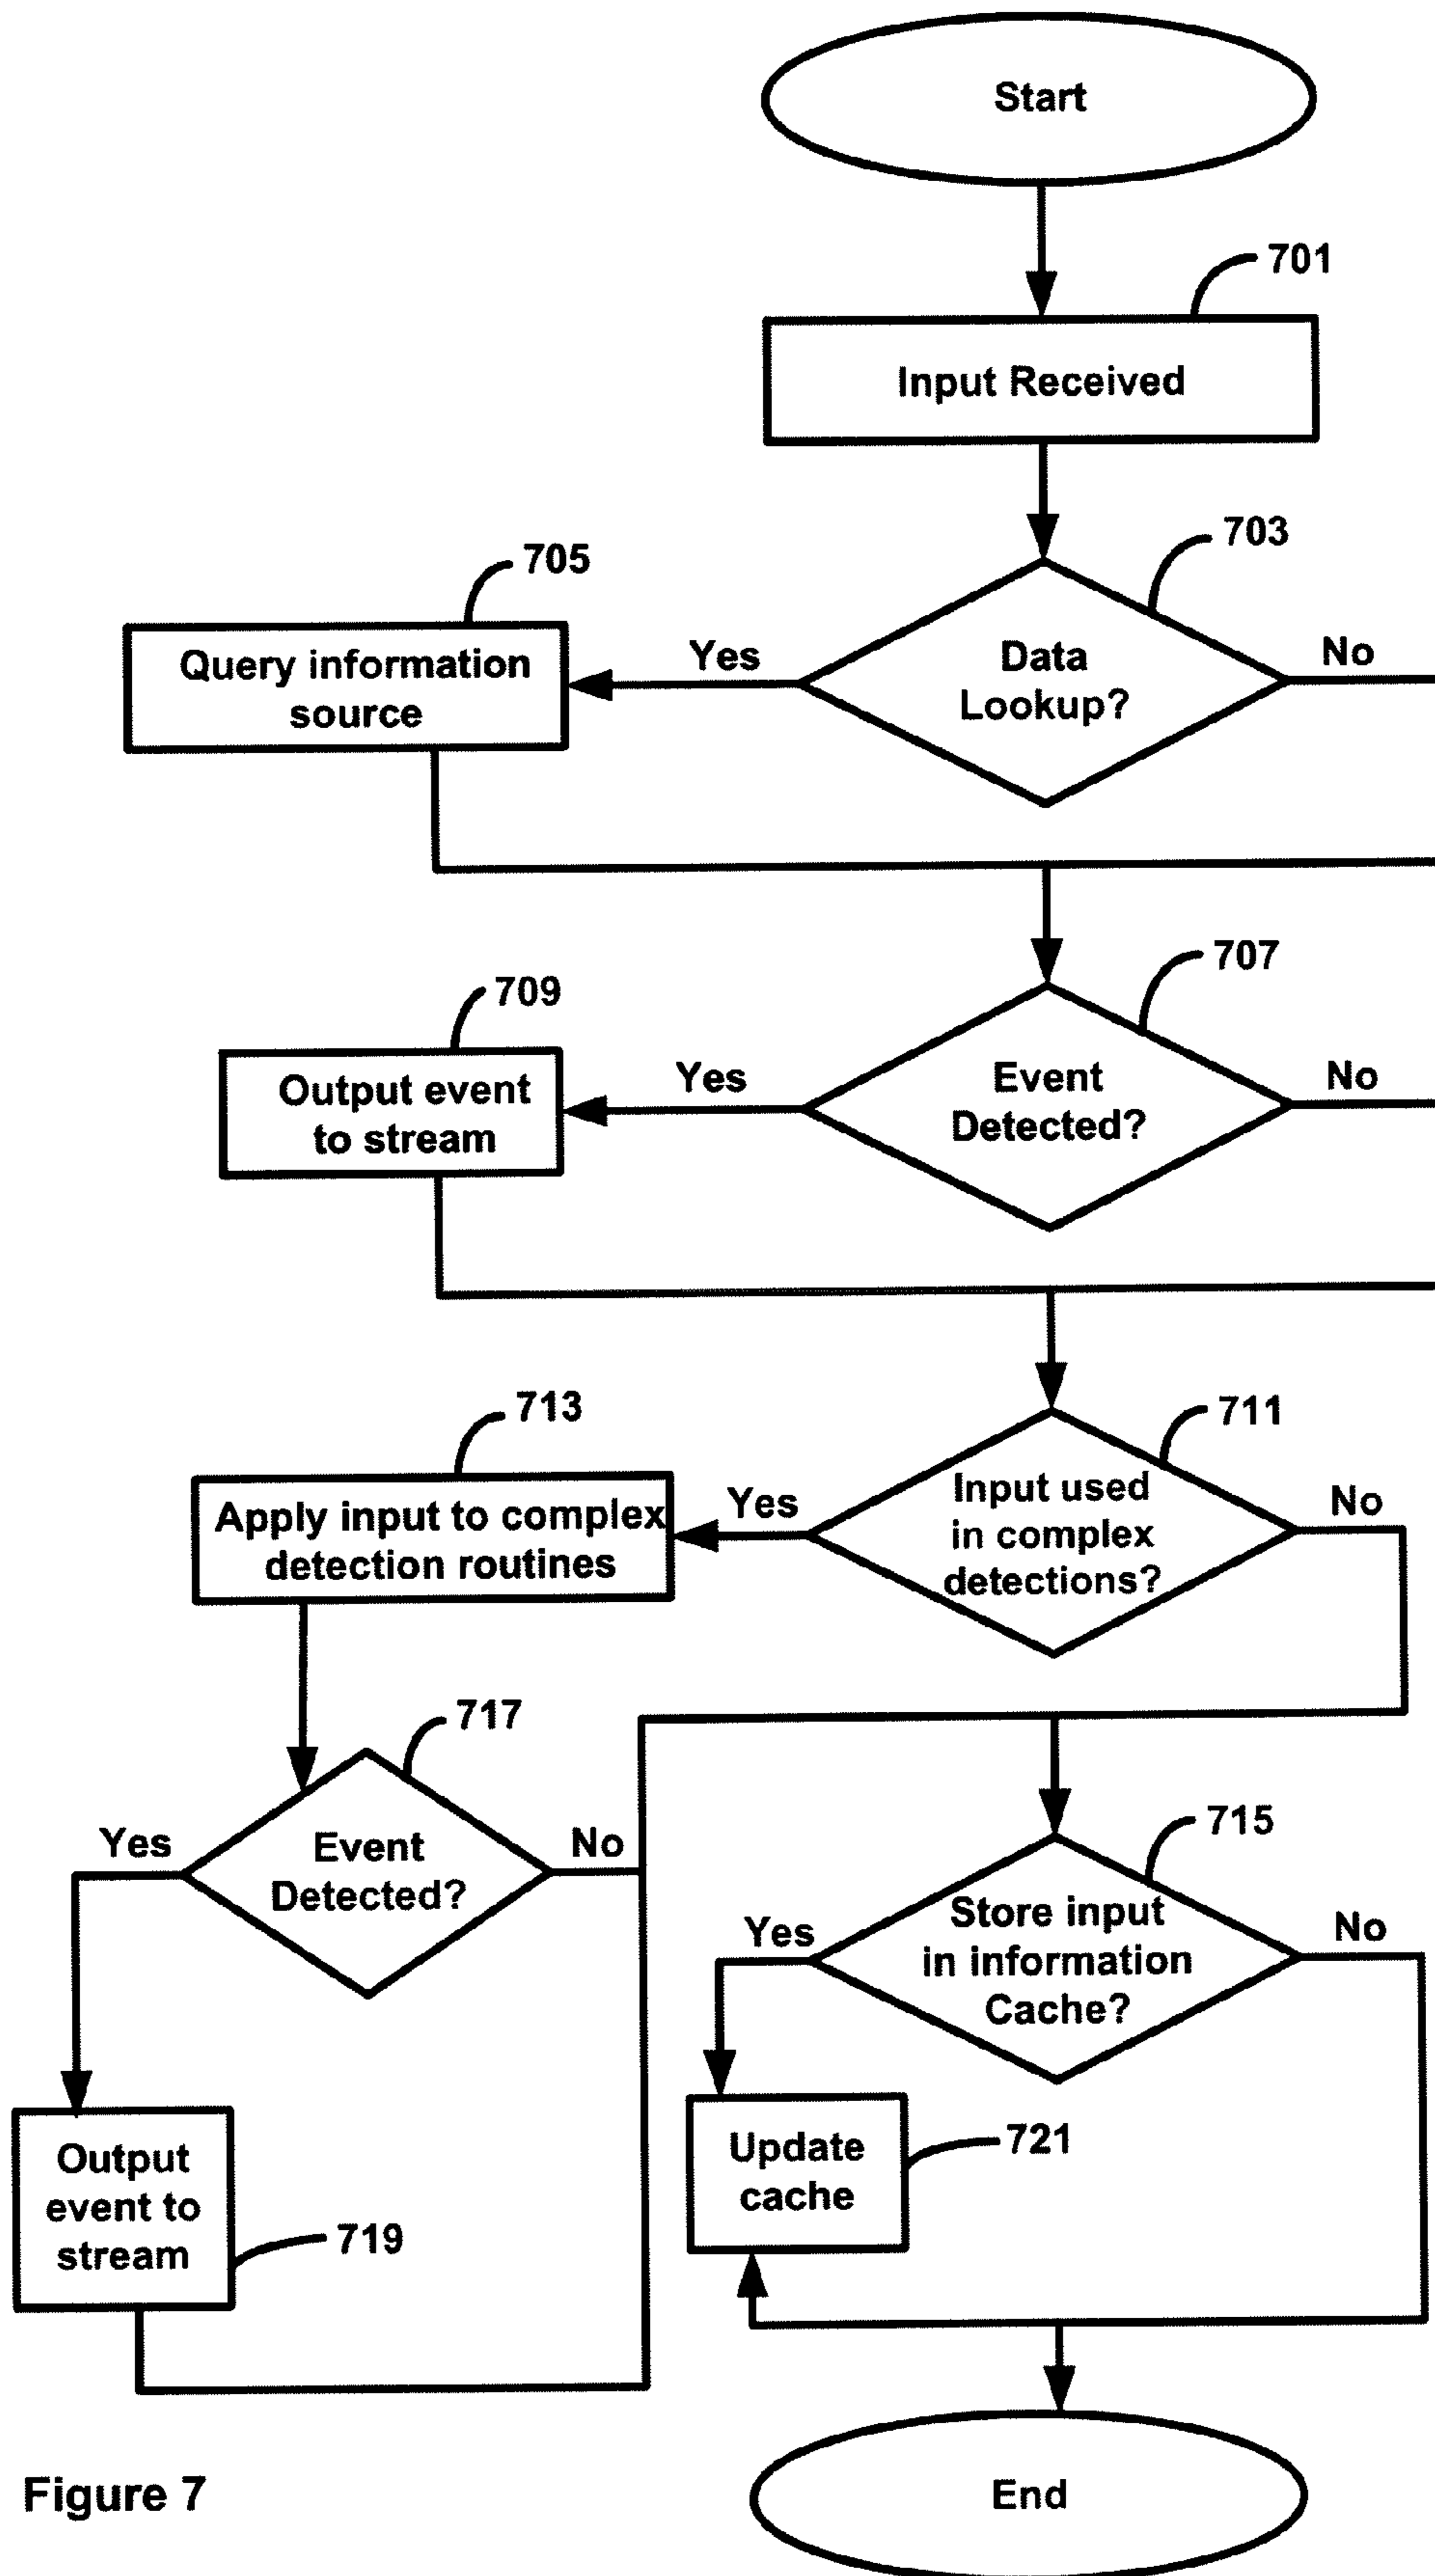 Start
701
Input Received
703
705
Query information
source
Yes
Data
Lookup?
No
707
709
Output event
to stream
Yes
Event
Detected?
No
713
711
Apply input to complex
detection routines
Yes
Input used
in complex
detections?
No
717
Yes
Event
Detected?
No
715
Yes
Store input
in information
Cache?
No
Update
cache
721
Output
event to
stream
719
Figure 7
End